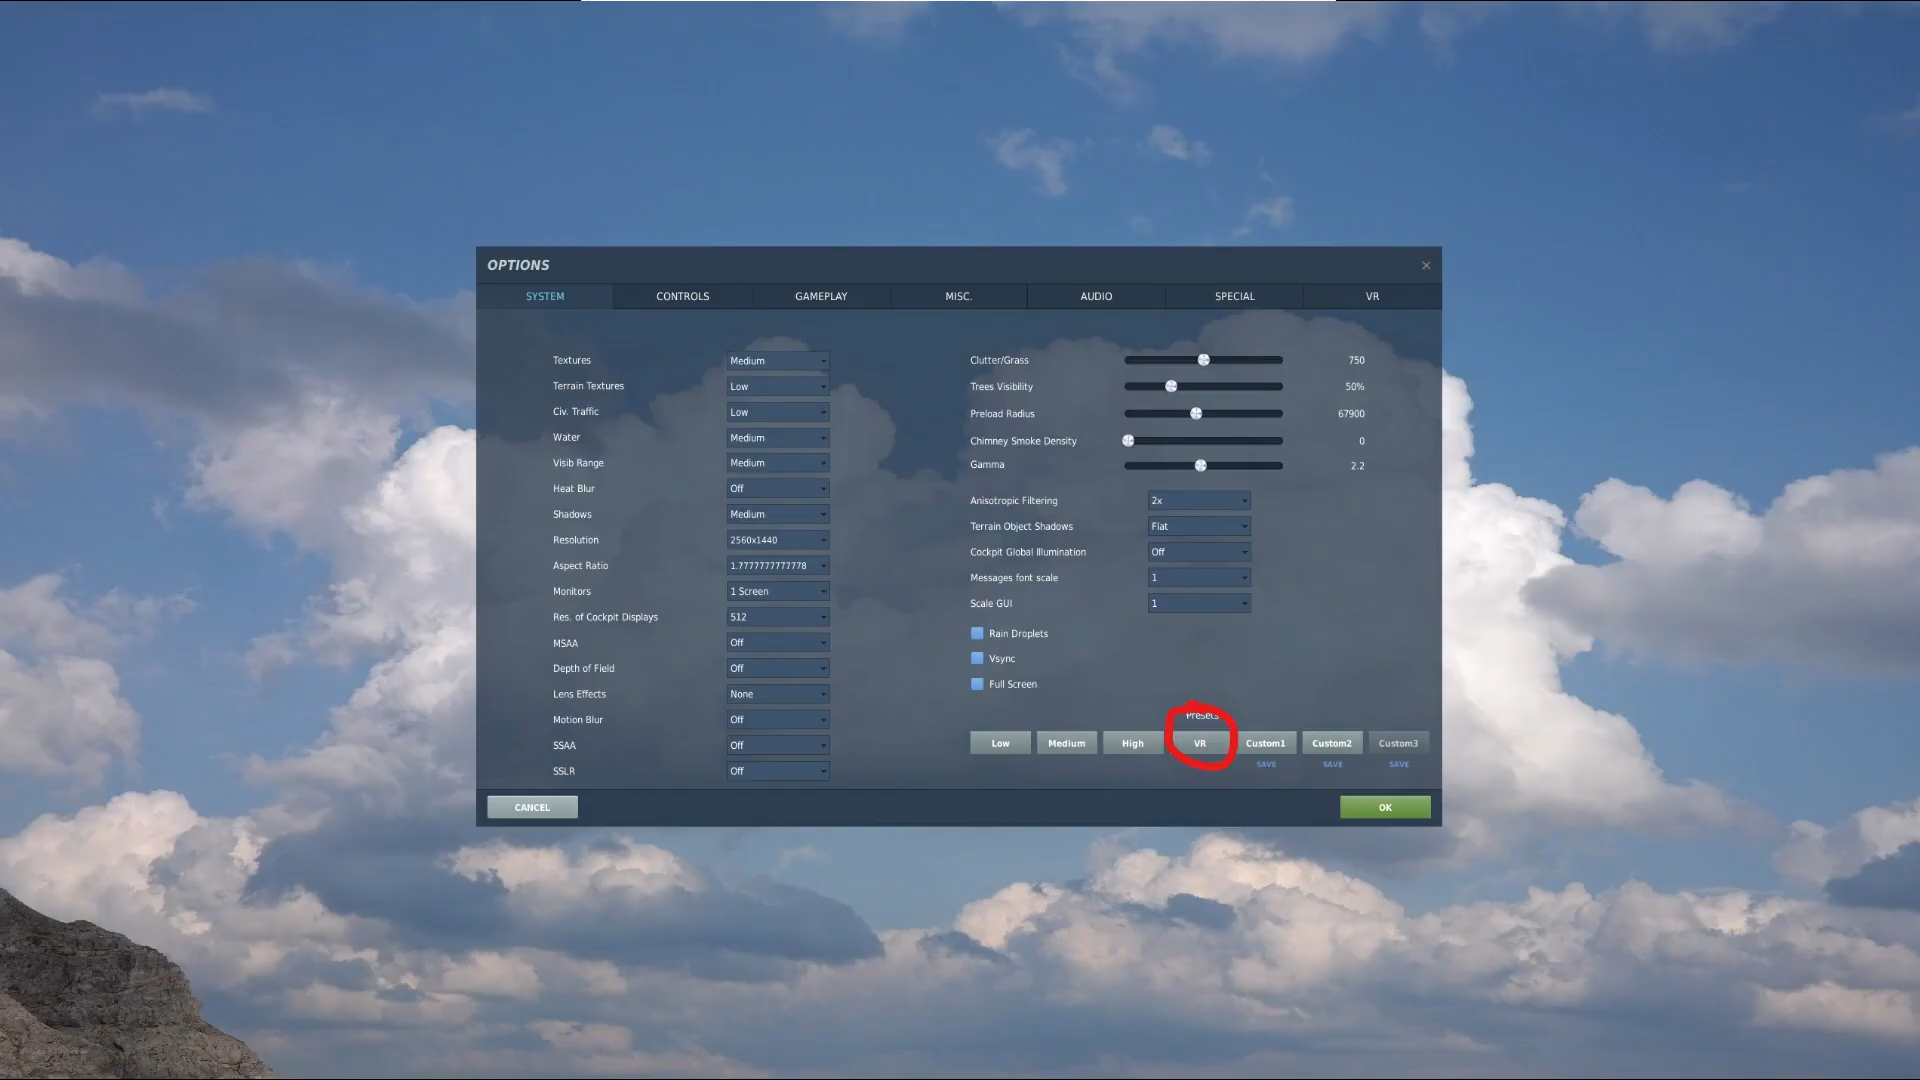 OPTIONS
SYSTEM CONTROLS GAMEPLAY MISC. AUDIO SPECIAL VR
Textures Medium
Terrain Textures Low
Civ. Traffic Low
Water Medium
Visib Range Medium
Heat Blur Off
Shadows Medium
Resolution 2560x1440
Aspect Ratio 1.7777777777778
Monitors 1 Screen
Res. of Cockpit Displays 512
MSAA Off
Depth of Field Off
Lens Effects None
Motion Blur Off
SSAA Off
SSLR Off
Clutter/Grass 750
Trees Visibility 50%
Preload Radius 67900
Chimney Smoke Density 0
Gamma 2.2
Anisotropic Filtering 2x
Terrain Object Shadows Flat
Cockpit Global Illumination Off
Messages font scale 1
Scale GUI 1
Rain Droplets
Vsync
Full Screen
Presets
Low Medium High VR Custom1 Custom2 Custom3
SAVE SAVE SAVE
CANCEL OK